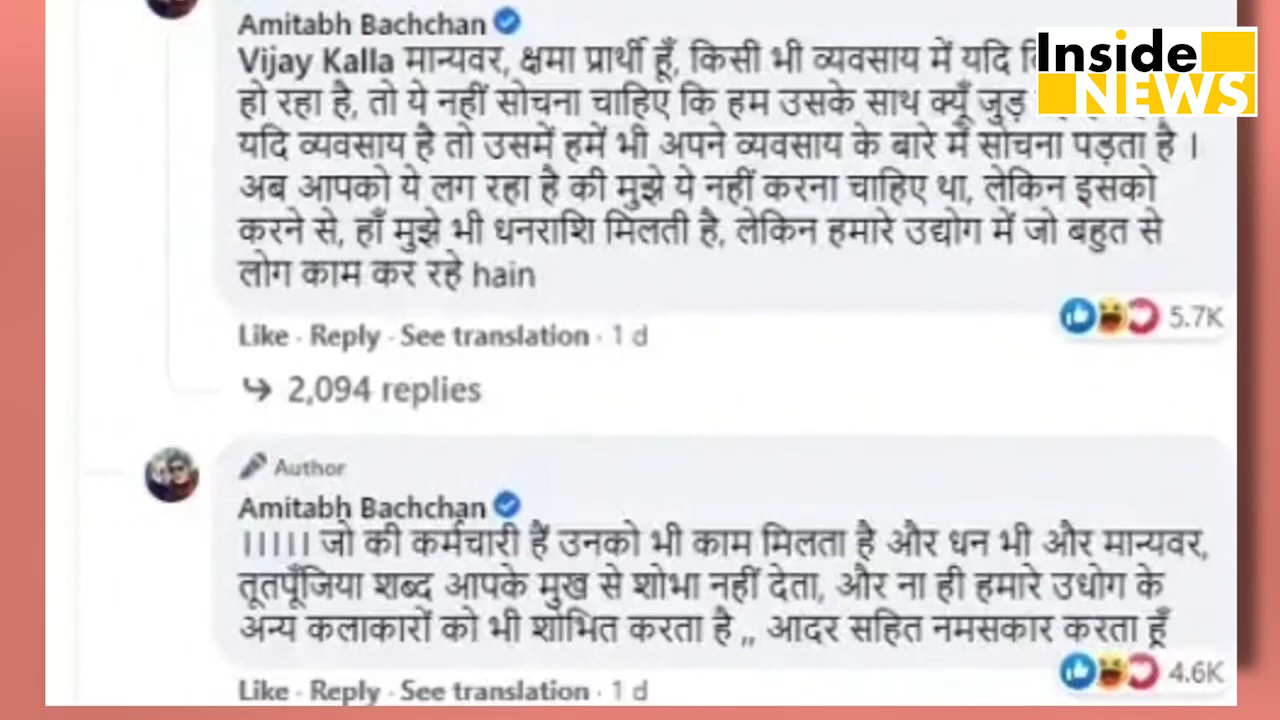 Amitabh Bachchan
Inside
NEWS
Vijay Kalla मान्यवर, क्षमा प्रार्थी हूँ, किसी भी व्यवसाय में यदि
हो रहा है, तो ये नहीं सोचना चाहिए कि हम उसके साथ क्यूँ जुड़
यदि व्यवसाय है तो उसमें हमें भी अपने व्यवसाय के बारे में सोचना पड़ता है ।
अब आपको ये लग रहा है की मुझे ये नहीं करना चाहिए था, लेकिन इसको
करने से, हाँ मुझे भी धनराशि मिलती है, लेकिन हमारे उद्योग में जो बहुत से
लोग काम कर रहे hain
5.7K
Like · Reply · See translation · 1 d
2,094 replies
Author
Amitabh Bachchan
।।।।। जो की कर्मचारी हैं उनको भी काम मिलता है और धन भी और मान्यवर,
तूतपूँजिया शब्द आपके मुख से शोभा नहीं देता, और ना ही हमारे उधोग के
अन्य कलाकारों को भी शोभित करता है ,, आदर सहित नमसकार करता हूँ
4.6K
Like · Reply · See translation · 1 d